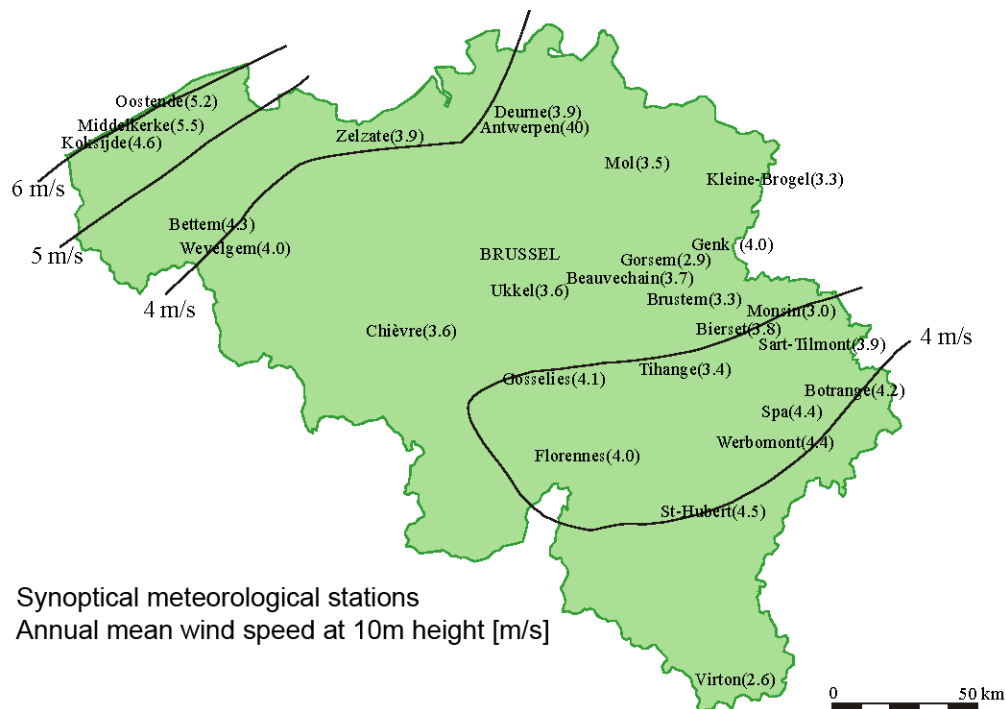 Oostende(5.2)
Middelkerke(5.5)
Koksijde(4.6)
6 m/s
5 m/s
Bettem(4.3)
Wevelgem(4.0)
4 m/s
Zelzate(3.9)
Deurne(3.9)
Antwerpen(40)
Mol(3.5)
Kleine-Brogel(3.3)
BRUSSEL
Genk (4.0)
Gorsem(2.9)
Beauvechain(3.7)
Ukkel(3.6)
Brustem(3.3)
Monsin(3.0)
Chièvre(3.6)
Bierset(3.8)
Sart-Tilmont(3.9)
4 m/s
Gosselies(4.1)
Tihange(3.4)
Botrange(4.2)
Spa(4.4)
Werbomont(4.4)
Florennes(4.0)
St-Hubert(4.5)
Synoptical meteorological stations
Annual mean wind speed at 10m height [m/s]
Virton(2.6)
0 50 km